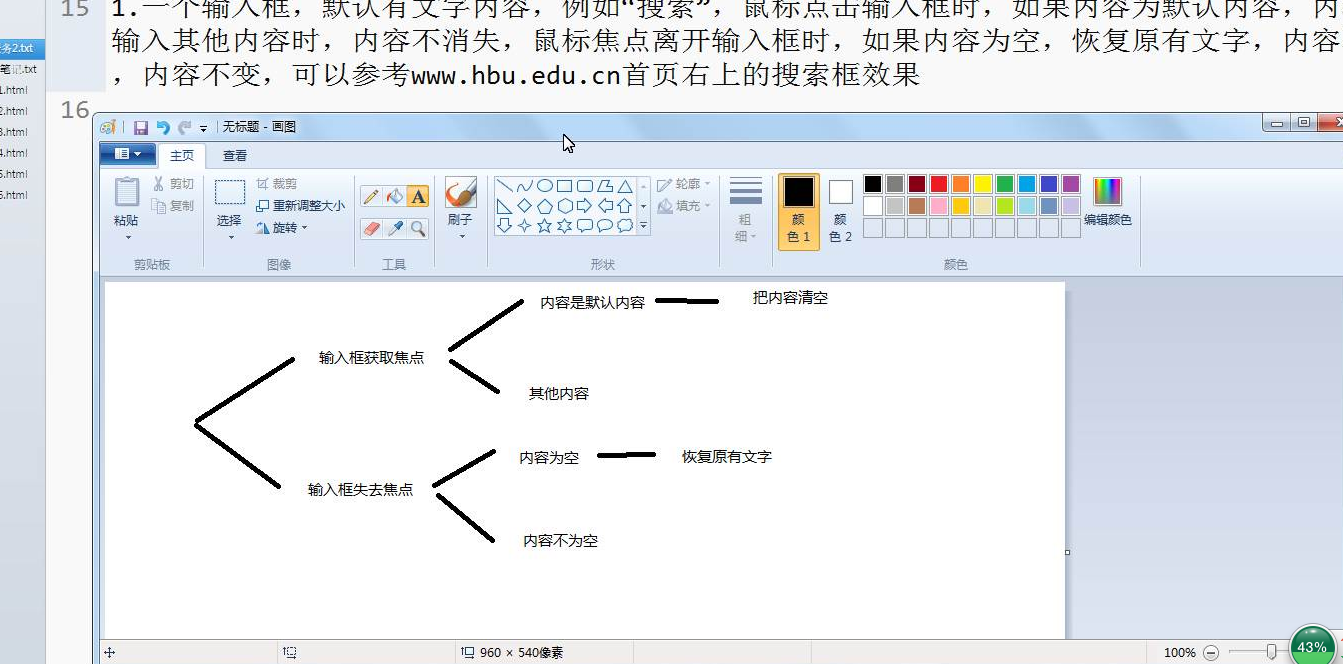 15
1.一个输入框，默认有文字内容，例如“搜索”，鼠标点击输入框时，如果内容为默认内容，内
输入其他内容时，内容不消失，鼠标焦点离开输入框时，如果内容为空，恢复原有文字，内容
，内容不变，可以参考www.hbu.edu.cn首页右上的搜索框效果
16
务2.txt
笔记.txt
1.html
2.html
3.html
4.html
5.html
6.html
无标题 - 画图
主页 查看
粘贴
剪切
复制
剪贴板
选择
裁剪
重新调整大小
旋转
图像
A
工具
刷子
形状
轮廓
填充
粗
细
颜
色 1
颜
色 2
编辑颜色
颜色
内容是默认内容 把内容清空
输入框获取焦点
其他内容
内容为空 恢复原有文字
输入框失去焦点
内容不为空
960 × 540像素
100%
43%